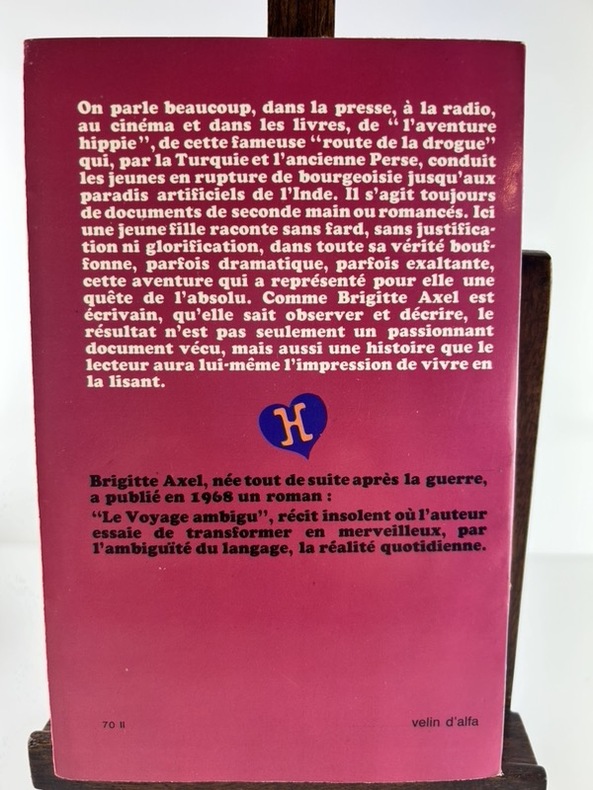 On parle beaucoup, dans la presse, à la radio,
au cinéma et dans les livres, de "l'aventure
hippie", de cette fameuse "route de la drogue"
qui, par la Turquie et l'ancienne Perse, conduit
les jeunes en rupture de bourgeoisie jusqu'aux
paradis artificiels de l'Inde. Il s'agit toujours
de documents de seconde main ou romancés. Ici
une jeune fille raconte sans fard, sans justifica-
tion ni glorification, dans toute sa vérité bouf-
fonne, parfois dramatique, parfois exaltante,
cette aventure qui a représenté pour elle une
quête de l'absolu. Comme Brigitte Axel est
écrivain, qu'elle sait observer et décrire, le
résultat n'est pas seulement un passionnant
document vécu, mais aussi une histoire que le
lecteur aura lui-même l'impression de vivre en
la lisant.
H
Brigitte Axel, née tout de suite après la guerre,
a publié en 1968 un roman :
"Le Voyage ambigu", récit insolent où l'auteur
essaie de transformer en merveilleux, par
l'ambiguïté du langage, la réalité quotidienne.
70 II
velin d'alfa